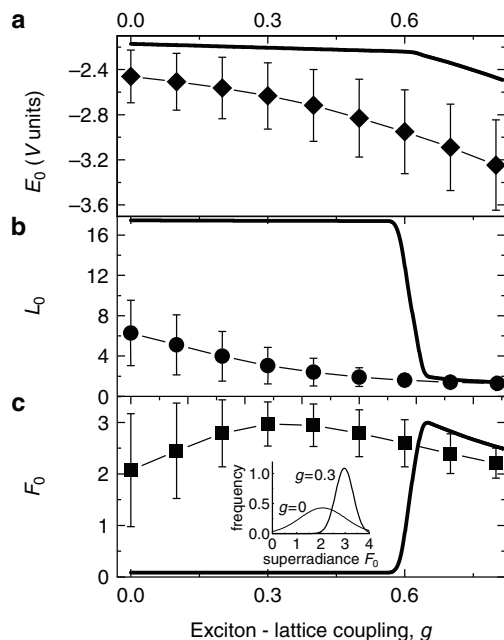 a
0.0 0.3 0.6
−2.4
−2.8
−3.2
−3.6
E₀ (V units)
b
16
12
8
4
0
L₀
c
3
2
1
0
F₀
1.0
0.5
0.0
frequency
g=0.3
g=0
0 1 2 3 4
superradiance F₀
0.0 0.3 0.6
Exciton - lattice coupling, g